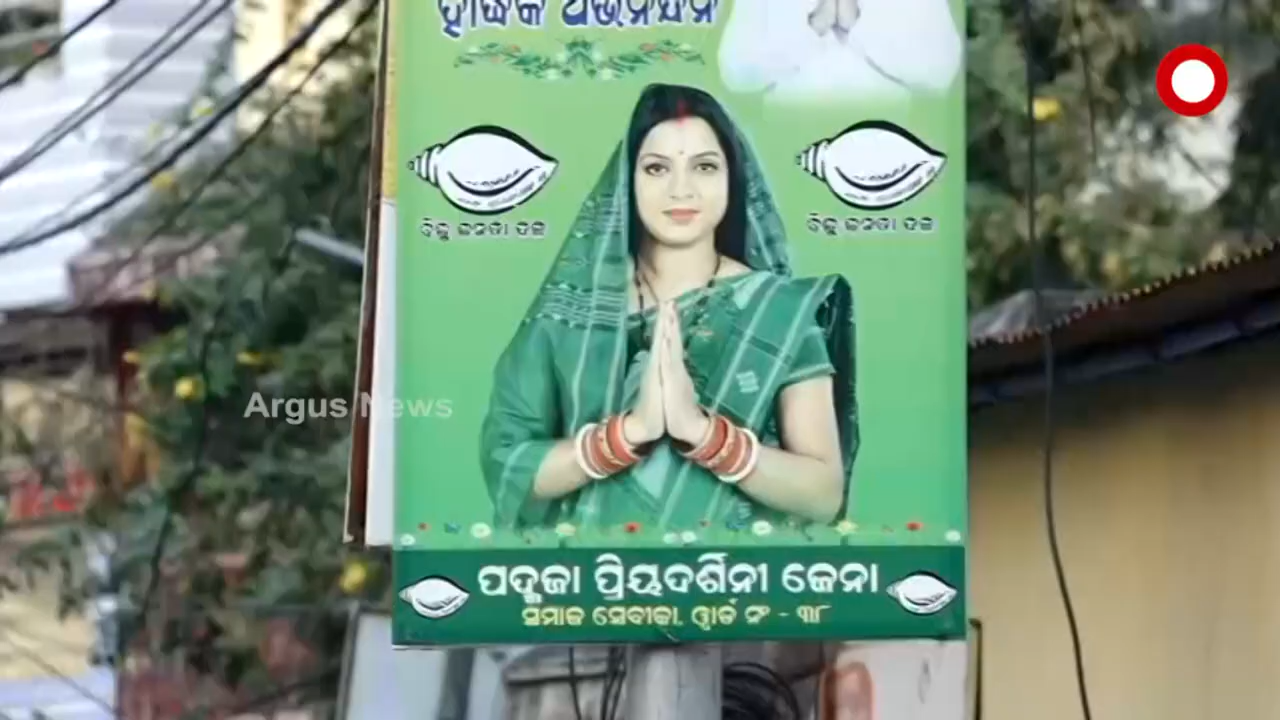 ହାର୍ଦ୍ଦିକ ଅଭିନନ୍ଦନ
ବିଜୁ ଜନତା ଦଳ
ବିଜୁ ଜନତା ଦଳ
Argus News
ପଙ୍କଜା ପ୍ରିୟଦର୍ଶିନୀ ଜେନା
ସମାଜ ସେବୀକା, ୱାର୍ଡ ନଂ - ୩୮